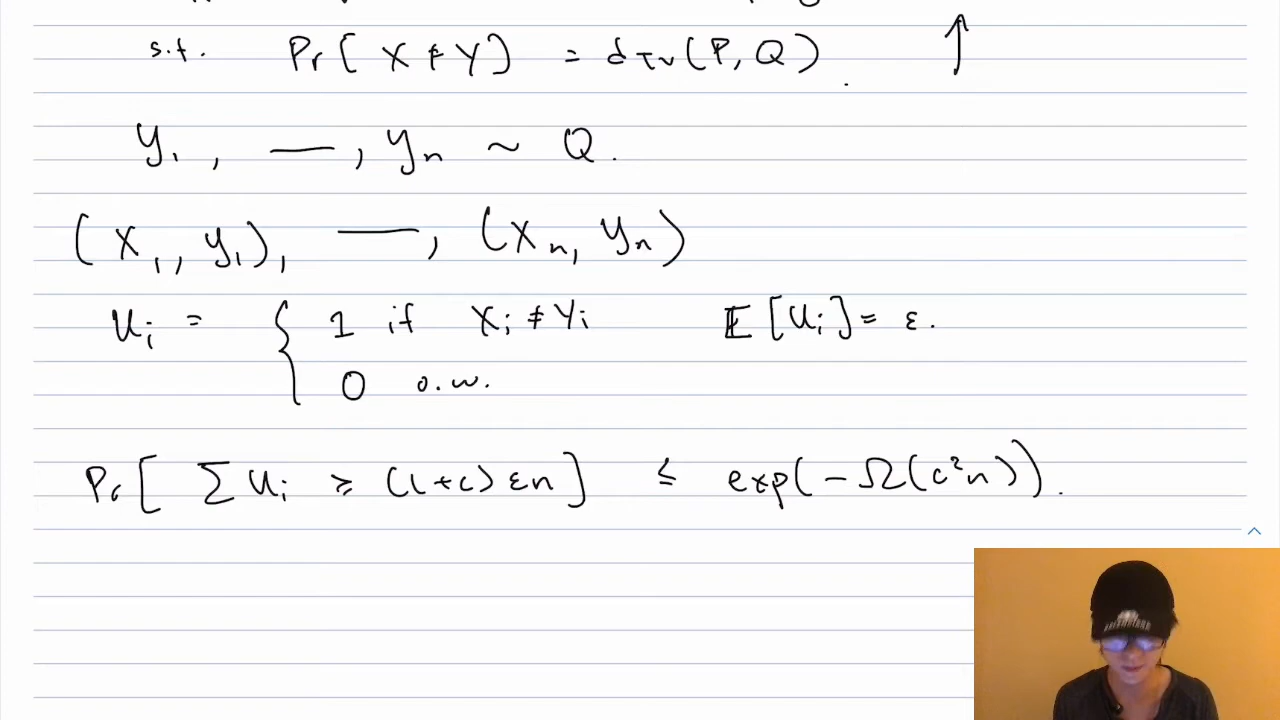 s.t. Pr[ X ≠ Y ] = d_TV(P, Q).
y_1, —, y_n ~ Q.
(X_1, y_1), —, (X_n, y_n)
U_i = { 1 if X_i ≠ Y_i   E[U_i] = ε.
0 o.w.
Pr[ ∑ U_i ≥ (1+c) εn ] ≤ exp(-Ω(c²n)).